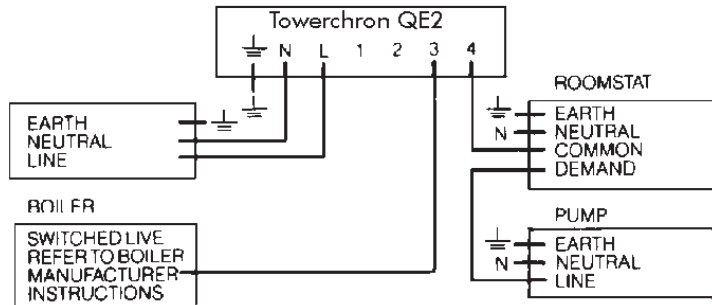 Towerchron QE2
N L 1 2 3 4
EARTH
NEUTRAL
LINE
BOILER
SWITCHED LIVE
REFER TO BOILER
MANUFACTURER
INSTRUCTIONS
ROOMSTAT
EARTH
N NEUTRAL
COMMON
DEMAND
PUMP
EARTH
N NEUTRAL
LINE